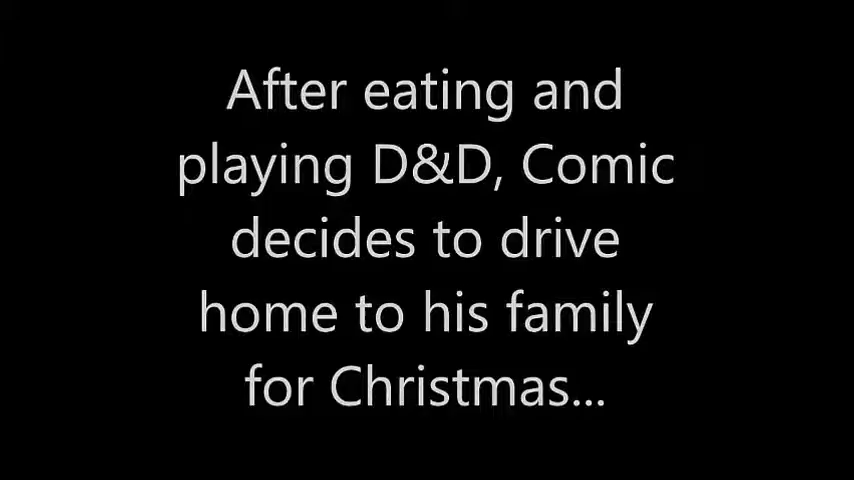 After eating and
playing D&D, Comic
decides to drive
home to his family
for Christmas...